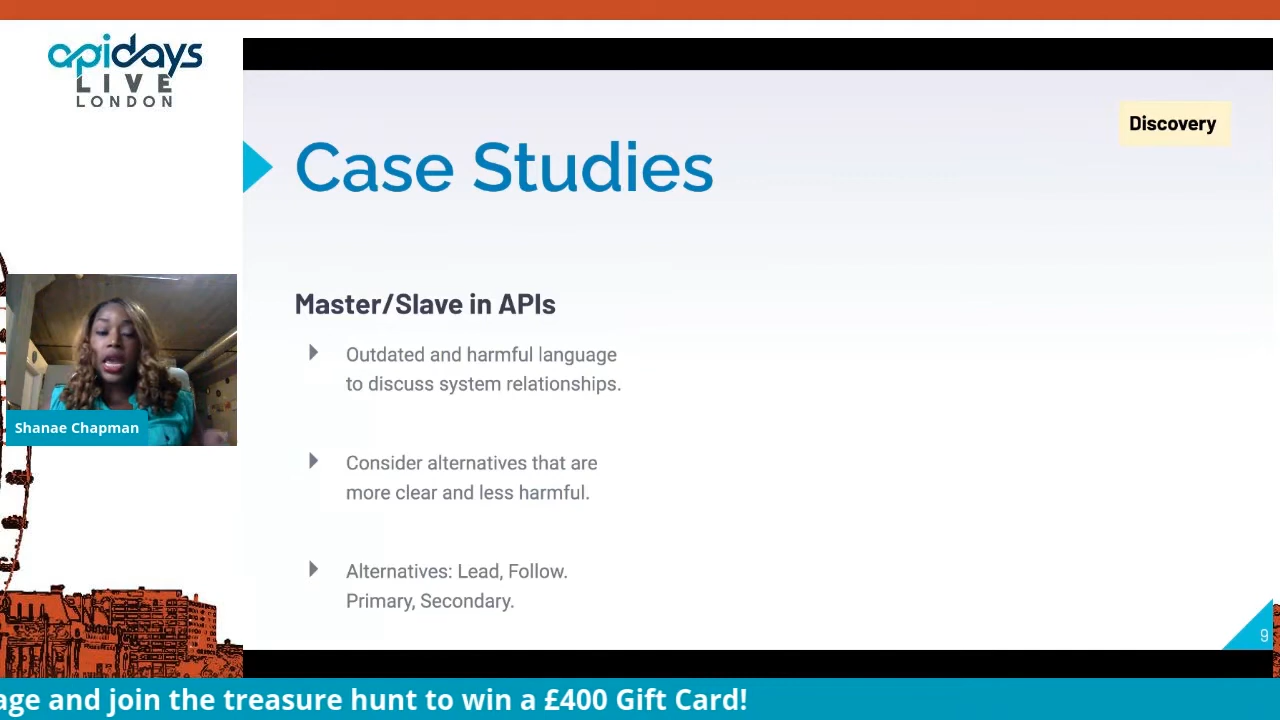 apidays
LIVE
LONDON
Discovery
Case Studies
Master/Slave in APIs
Outdated and harmful language
to discuss system relationships.
Consider alternatives that are
more clear and less harmful.
Alternatives: Lead, Follow.
Primary, Secondary.
9
Shanae Chapman
age and join the treasure hunt to win a £400 Gift Card!